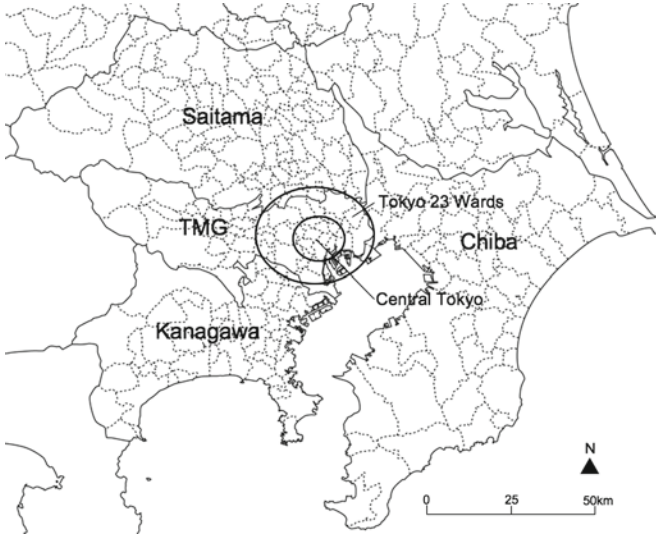 Saitama
Tokyo 23 Wards
TMG
Chiba
Central Tokyo
Kanagawa
N
0 25 50km